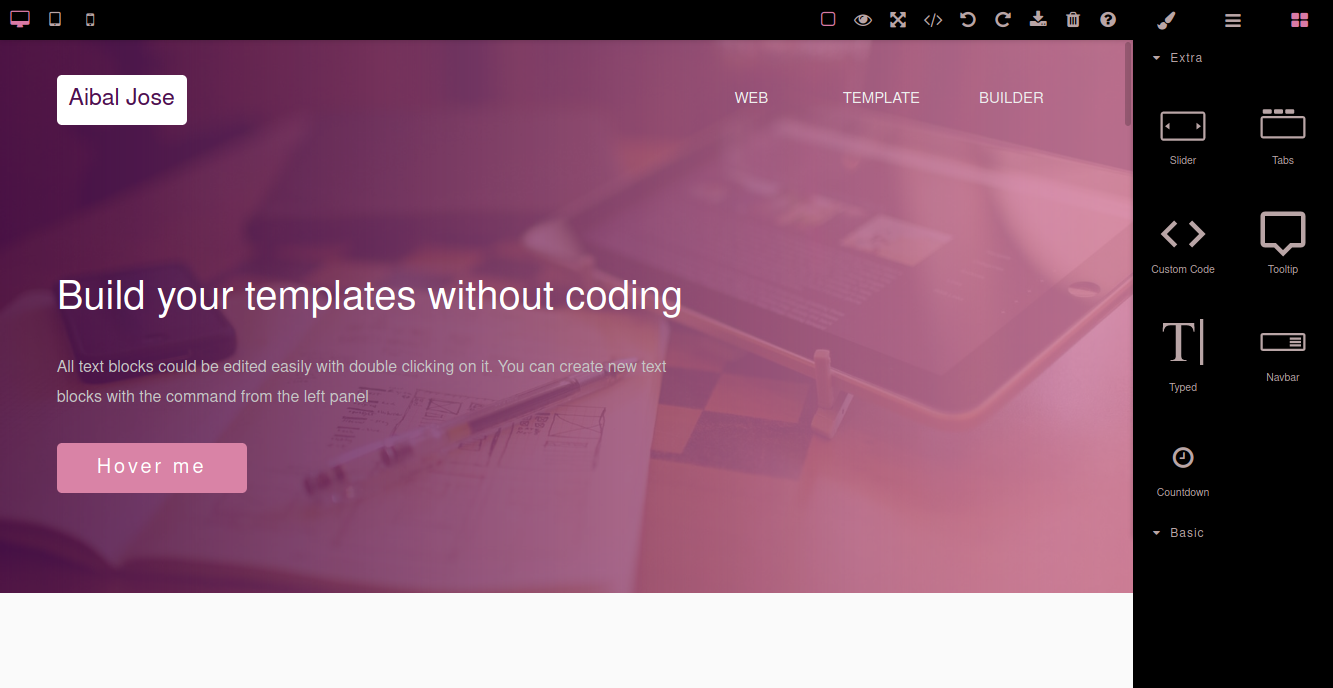 Aibal Jose
WEB TEMPLATE BUILDER
Build your templates without coding
All text blocks could be edited easily with double clicking on it. You can create new text
blocks with the command from the left panel
Hover me
Extra
Slider
Tabs
Custom Code
Tooltip
Typed
Navbar
Countdown
Basic